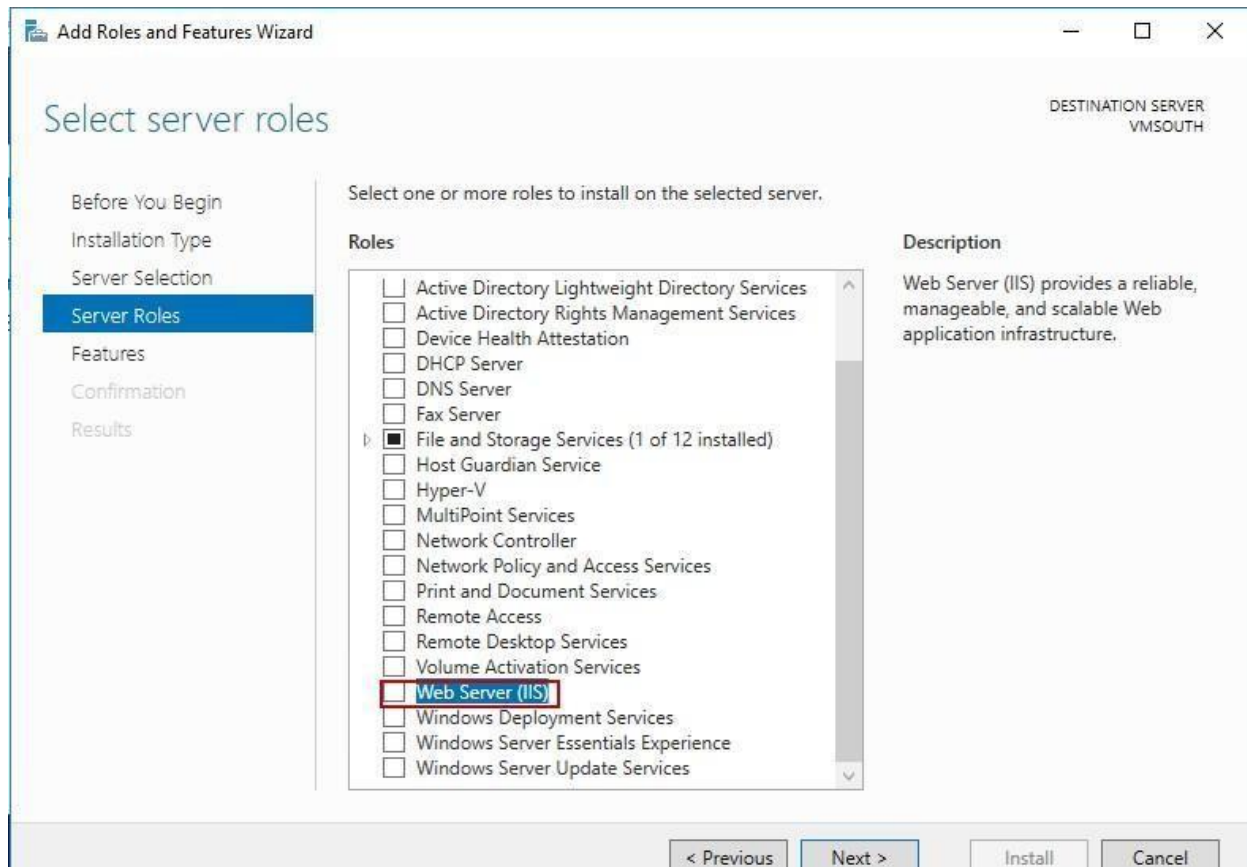 Add Roles and Features Wizard
Select server roles
DESTINATION SERVER
VMSOUTH
Before You Begin
Installation Type
Server Selection
Server Roles
Features
Confirmation
Results
Select one or more roles to install on the selected server.
Roles
Active Directory Lightweight Directory Services
Active Directory Rights Management Services
Device Health Attestation
DHCP Server
DNS Server
Fax Server
File and Storage Services (1 of 12 installed)
Host Guardian Service
Hyper-V
MultiPoint Services
Network Controller
Network Policy and Access Services
Print and Document Services
Remote Access
Remote Desktop Services
Volume Activation Services
Web Server (IIS)
Windows Deployment Services
Windows Server Essentials Experience
Windows Server Update Services
Description
Web Server (IIS) provides a reliable,
manageable, and scalable Web
application infrastructure.
< Previous
Next >
Install
Cancel